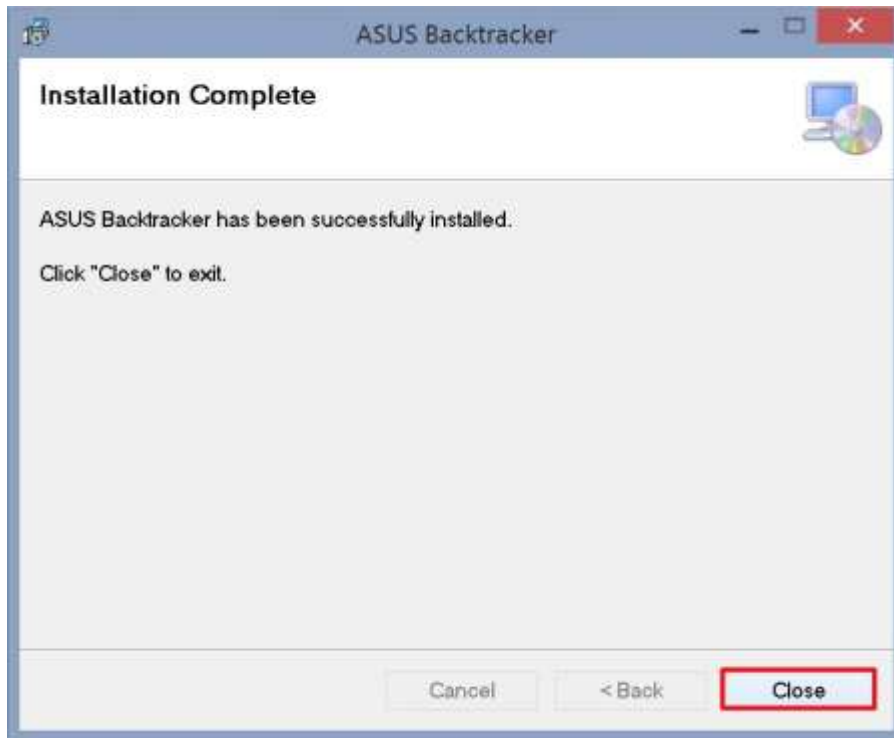 ASUS Backtracker
Installation Complete
ASUS Backtracker has been successfully installed.
Click "Close" to exit.
Cancel
< Back
Close